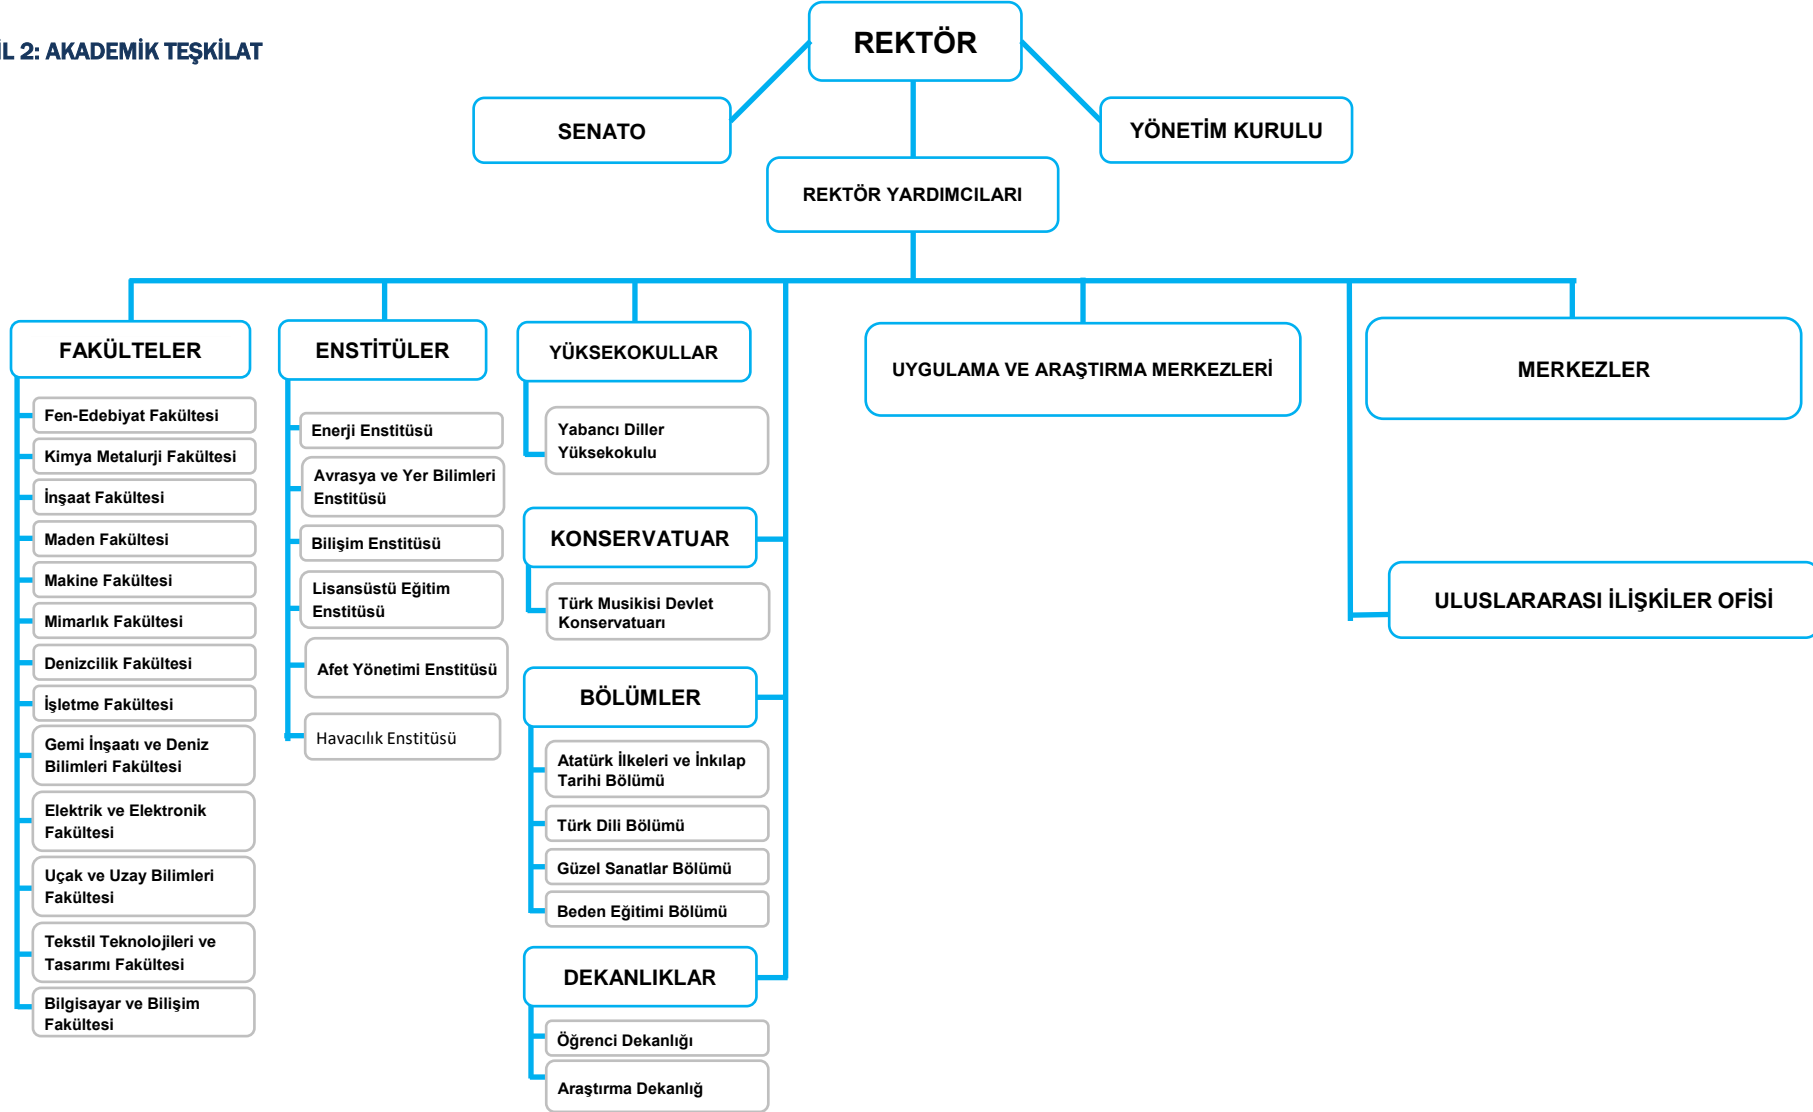 İL 2: AKADEMİK TEŞKİLAT
REKTÖR
SENATO
YÖNETİM KURULU
REKTÖR YARDIMCILARI
FAKÜLTELER
Fen-Edebiyat Fakültesi
Kimya Metalurji Fakültesi
İnşaat Fakültesi
Maden Fakültesi
Makine Fakültesi
Mimarlık Fakültesi
Denizcilik Fakültesi
İşletme Fakültesi
Gemi İnşaatı ve Deniz
Bilimleri Fakültesi
Elektrik ve Elektronik
Fakültesi
Uçak ve Uzay Bilimleri
Fakültesi
Tekstil Teknolojileri ve
Tasarımı Fakültesi
Bilgisayar ve Bilişim
Fakültesi
ENSTİTÜLER
Enerji Enstitüsü
Avrasya ve Yer Bilimleri
Enstitüsü
Bilişim Enstitüsü
Lisansüstü Eğitim
Enstitüsü
Afet Yönetimi Enstitüsü
Havacılık Enstitüsü
YÜKSEKOKULLAR
Yabancı Diller
Yüksekokulu
KONSERVATUAR
Türk Musikisi Devlet
Konservatuarı
BÖLÜMLER
Atatürk İlkeleri ve İnkılap
Tarihi Bölümü
Türk Dili Bölümü
Güzel Sanatlar Bölümü
Beden Eğitimi Bölümü
DEKANLIKLAR
Öğrenci Dekanlığı
Araştırma Dekanlığ
UYGULAMA VE ARAŞTIRMA MERKEZLERİ
MERKEZLER
ULUSLARARASI İLİŞKİLER OFİSİ